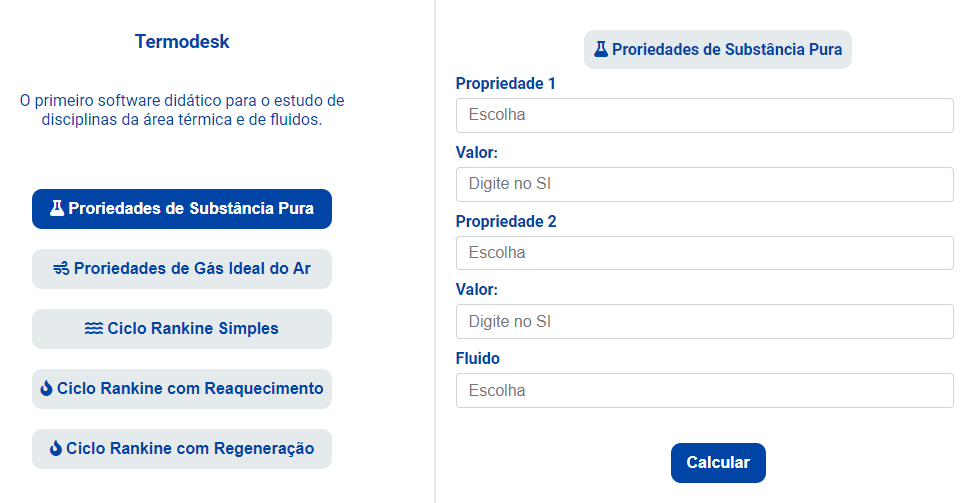 Termodesk
O primeiro software didático para o estudo de
disciplinas da área térmica e de fluidos.
Proriedades de Substância Pura
Proriedades de Gás Ideal do Ar
Ciclo Rankine Simples
Ciclo Rankine com Reaquecimento
Ciclo Rankine com Regeneração
Proriedades de Substância Pura
Propriedade 1
Escolha
Valor:
Digite no SI
Propriedade 2
Escolha
Valor:
Digite no SI
Fluido
Escolha
Calcular